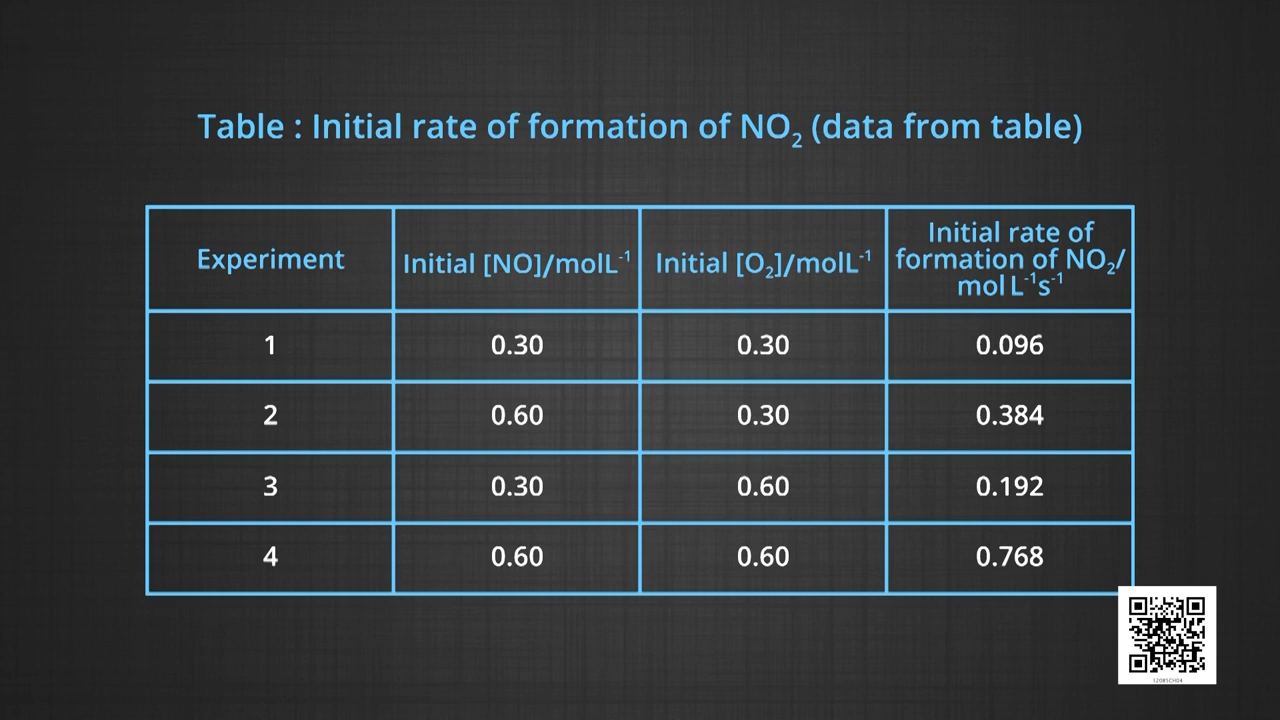 Table : Initial rate of formation of NO₂ (data from table)
Experiment Initial [NO]/molL⁻¹ Initial [O₂]/molL⁻¹ Initial rate of formation of NO₂/ mol L⁻¹s⁻¹
1 0.30 0.30 0.096
2 0.60 0.30 0.384
3 0.30 0.60 0.192
4 0.60 0.60 0.768
12085CH04